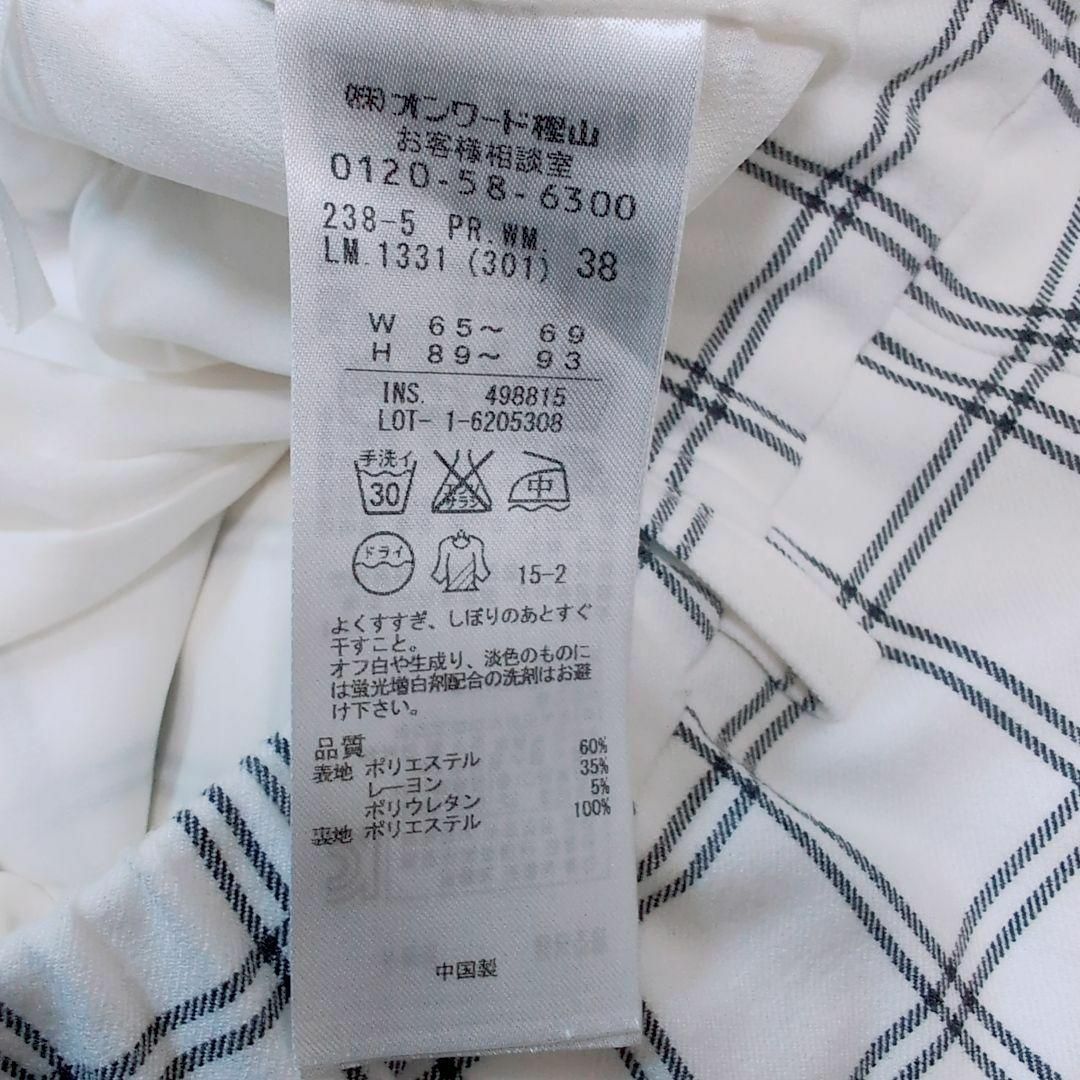 ㈱オンワード樫山
お客様相談室
0120-58-6300
238-5 PR.WM.
LM.1331 (301) 38
W 65〜 69
H 89〜 93
INS. 498815
LOT- 1-6205308
手洗イ
30
中
ドライ
15-2
よくすすぎ、しぼりのあとすぐ
干すこと。
オフ白や生成り、淡色のものに
は蛍光増白剤配合の洗剤はお避
け下さい。
品質
表地 ポリエステル 60%
レーヨン 35%
ポリウレタン 5%
裏地 ポリエステル 100%
中国製